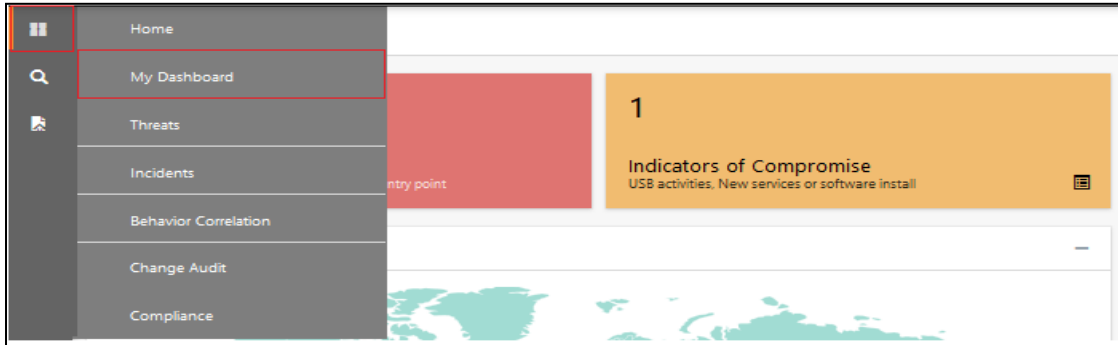 Home
My Dashboard
Threats
Incidents
Behavior Correlation
Change Audit
Compliance
ntry point
1
Indicators of Compromise
USB activities, New services or software install